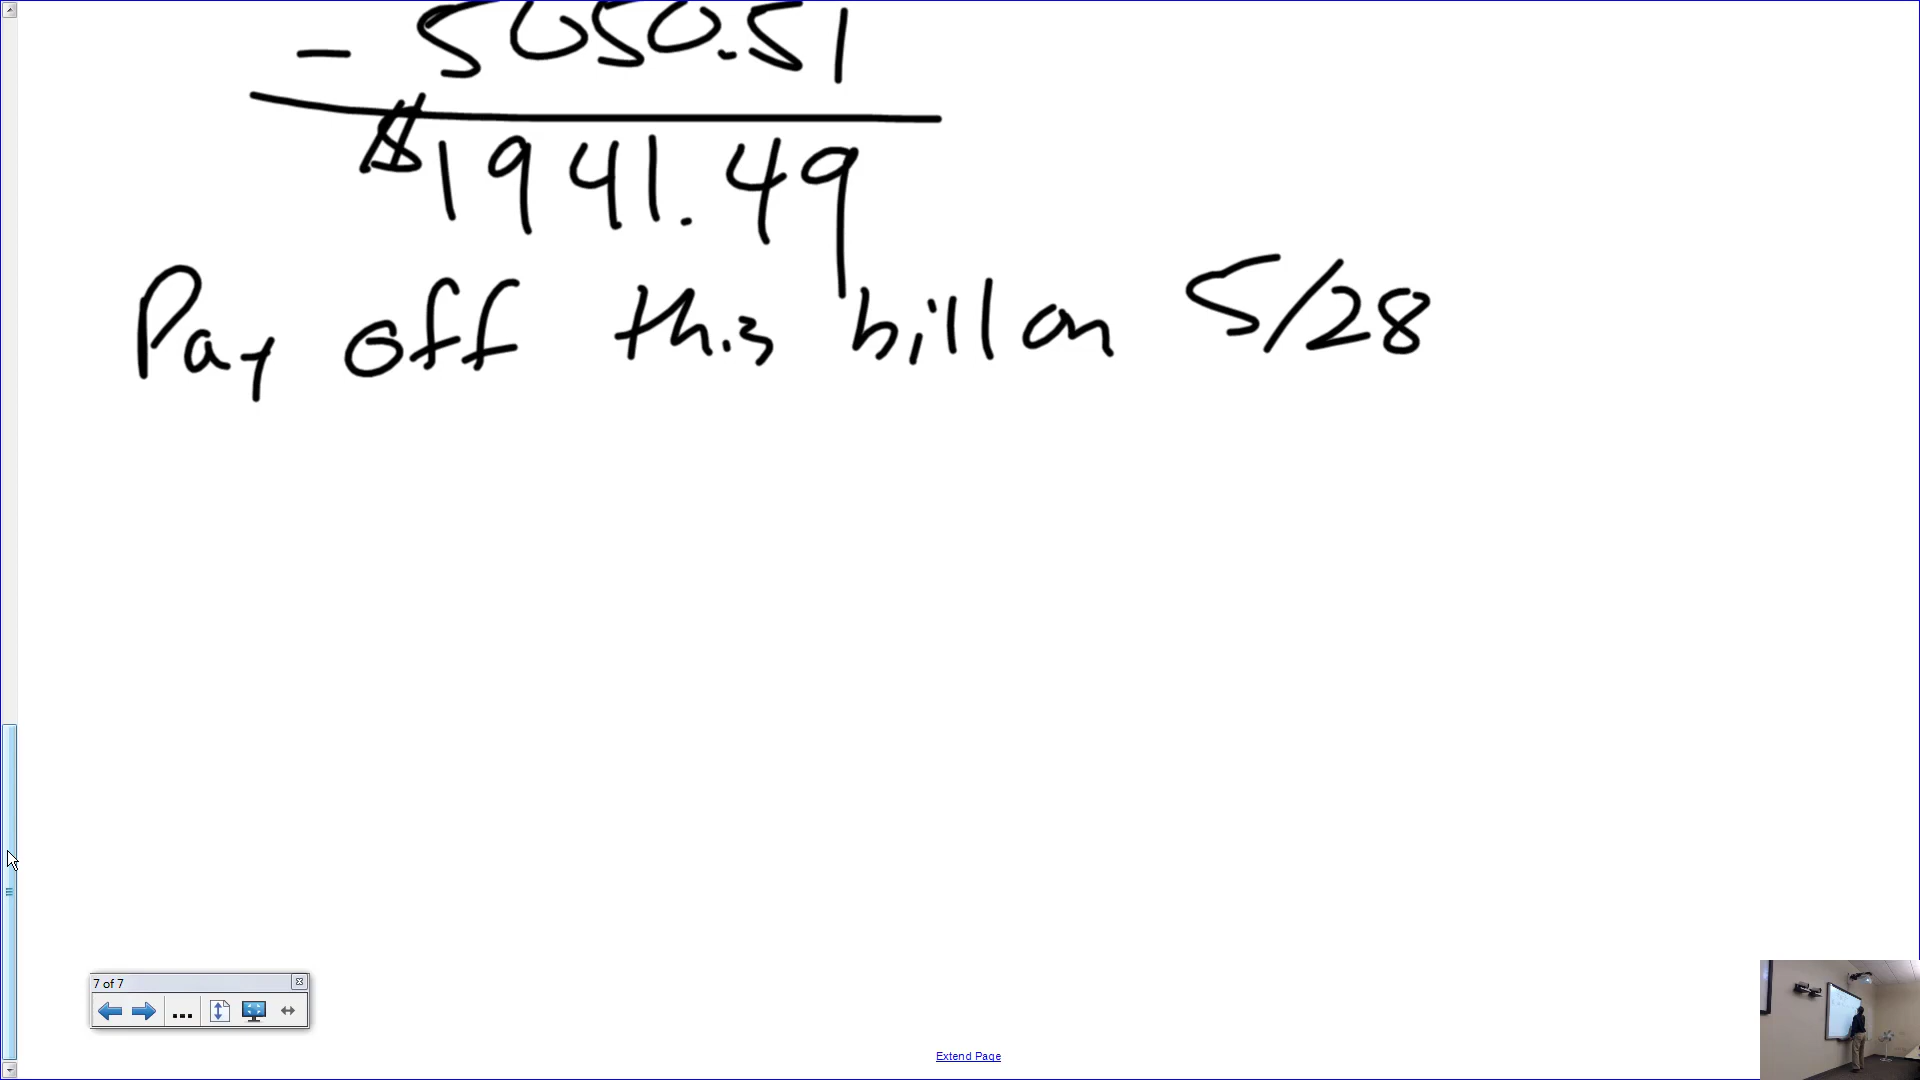 - 5050.51
$1941.49
Pay off this bill on 5/28
7 of 7
...
Extend Page